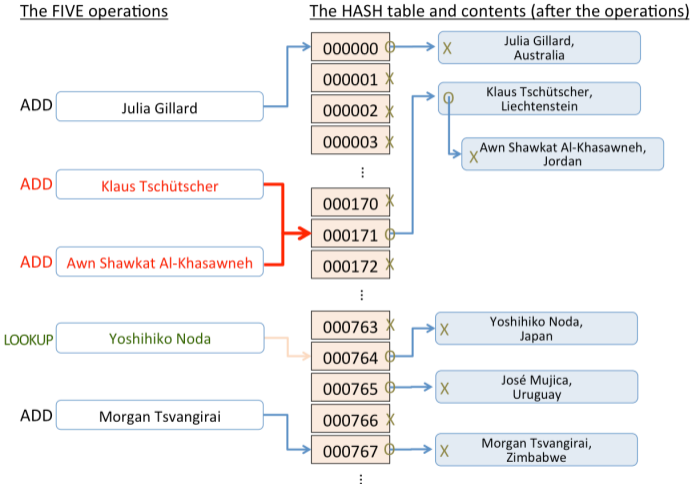 The FIVE operations
The HASH table and contents (after the operations)
ADD Julia Gillard
ADD Klaus Tschütscher
ADD Awn Shawkat Al-Khasawneh
LOOKUP Yoshihiko Noda
ADD Morgan Tsvangirai
000000
000001 X
000002 X
000003 X
⋮
000170 X
000171
000172 X
⋮
000763 X
000764
000765
000766 X
000767
⋮
X Julia Gillard,
Australia
Klaus Tschütscher,
Liechtenstein
X Awn Shawkat Al-Khasawneh,
Jordan
X Yoshihiko Noda,
Japan
X José Mujica,
Uruguay
X Morgan Tsvangirai,
Zimbabwe